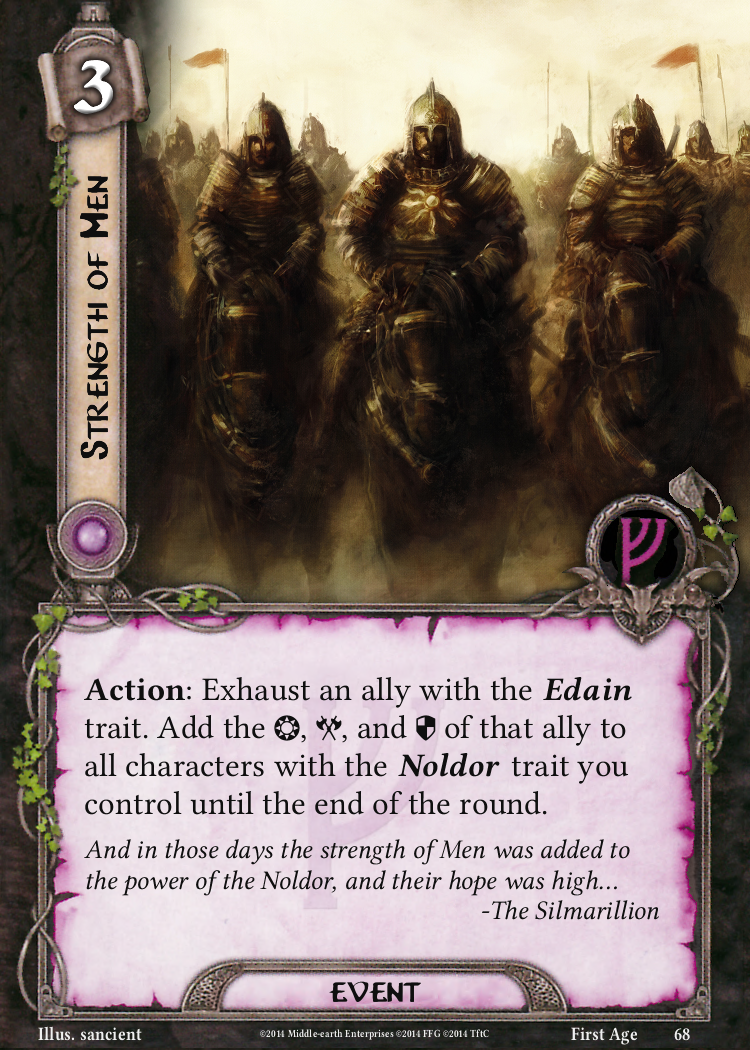 3
Strength of Men
Action: Exhaust an ally with the Edain
trait. Add the , , and of that ally to
all characters with the Noldor trait you
control until the end of the round.
And in those days the strength of Men was added to
the power of the Noldor, and their hope was high...
-The Silmarillion
EVENT
Illus. sancient
©2014 Middle-earth Enterprises ©2014 FFG ©2014 TftC
First Age 68